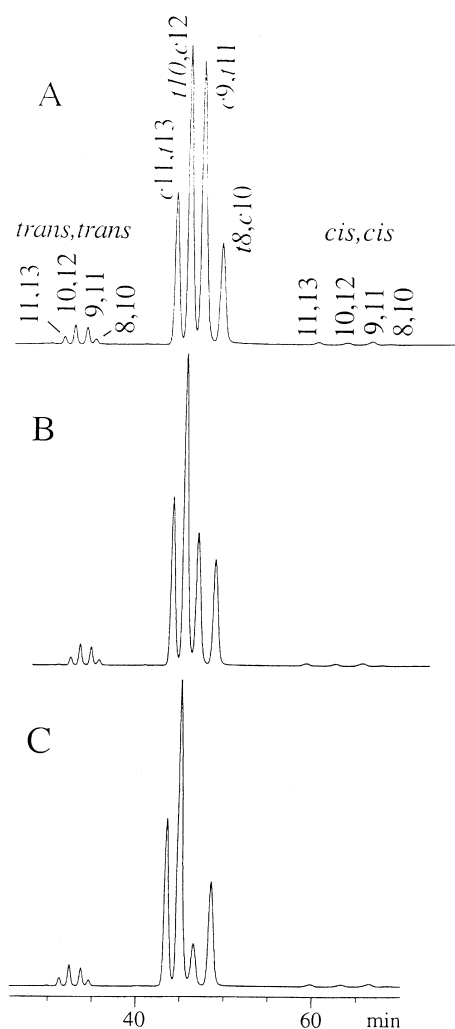 A
c11,t13
t10,c12
c9,t11
t8,c10
trans,trans
11,13
10,12
9,11
8,10
cis,cis
11,13
10,12
9,11
8,10
B
C
40
60
min